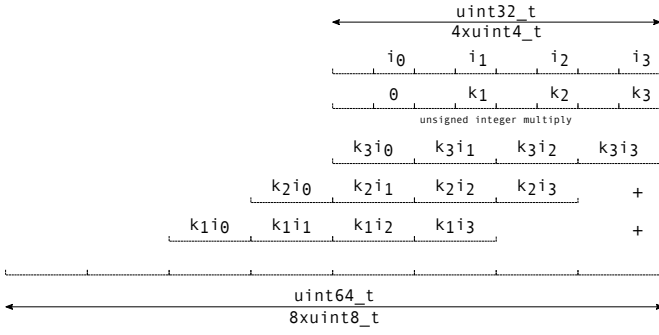 uint32_t
4xuint4_t
i0 i1 i2 i3
0 k1 k2 k3
unsigned integer multiply
k3i0 k3i1 k3i2 k3i3
k2i0 k2i1 k2i2 k2i3 +
k1i0 k1i1 k1i2 k1i3 +
uint64_t
8xuint8_t